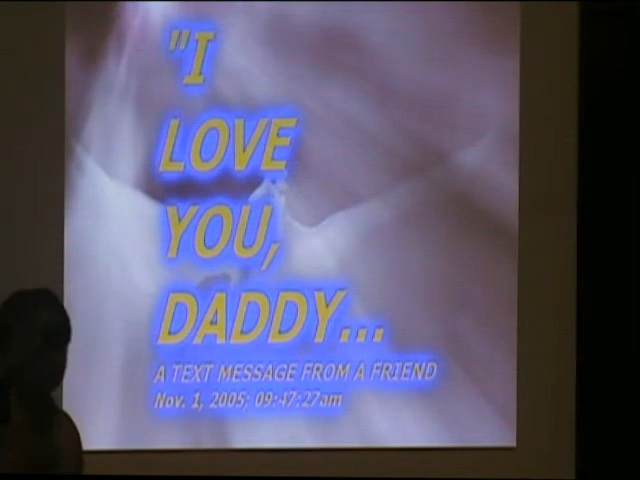 "I
LOVE
YOU,
DADDY...
A TEXT MESSAGE FROM A FRIEND
Nov. 1, 2005; 09:47:27am